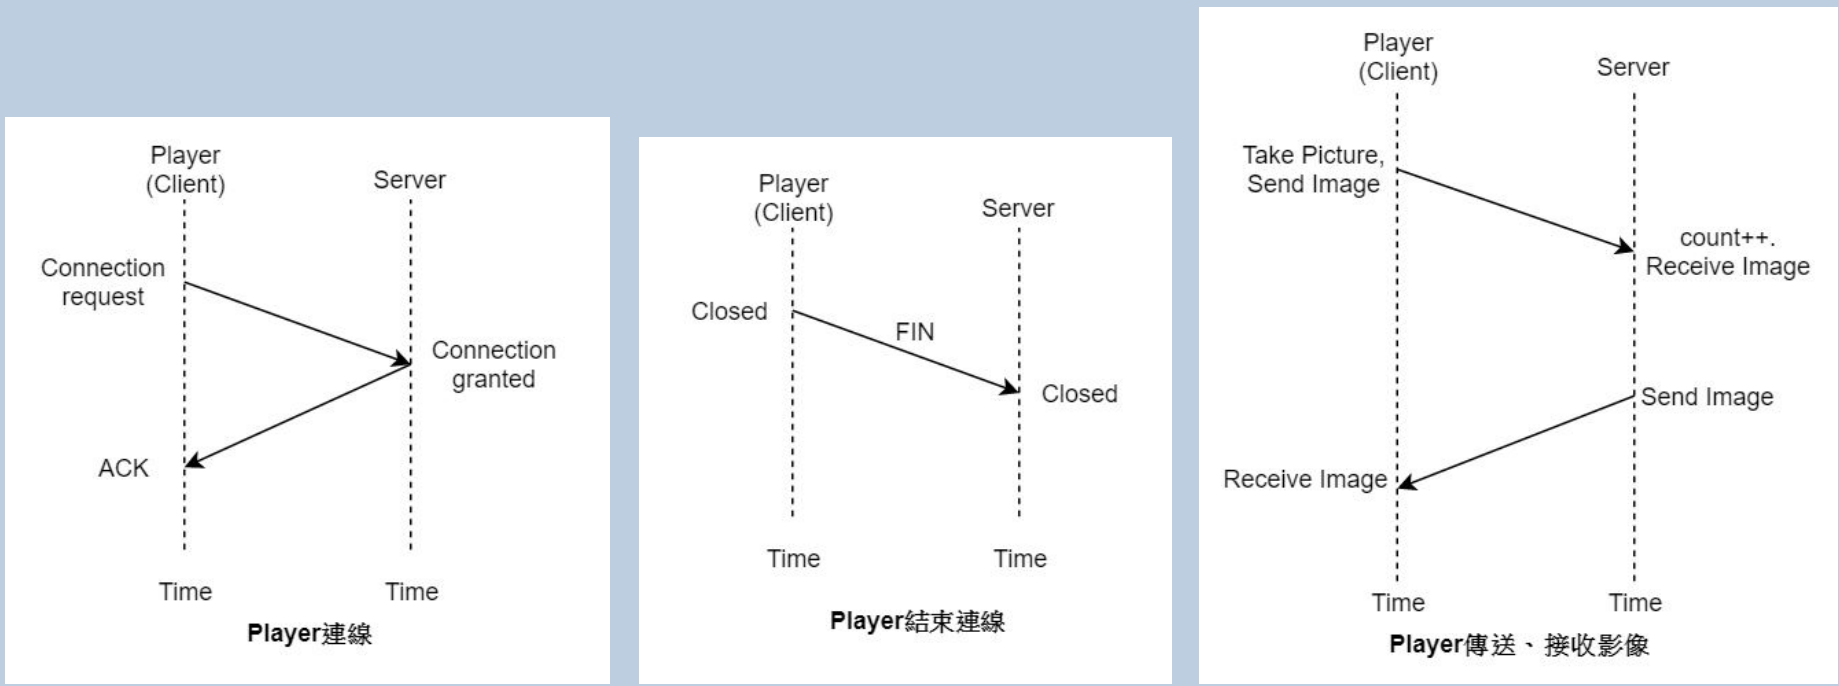 Player
(Client)
Server
Connection
request
Connection
granted
ACK
Time
Time
Player連線
Player
(Client)
Server
Closed
FIN
Closed
Time
Time
Player結束連線
Player
(Client)
Server
Take Picture,
Send Image
count++.
Receive Image
Send Image
Receive Image
Time
Time
Player傳送、接收影像